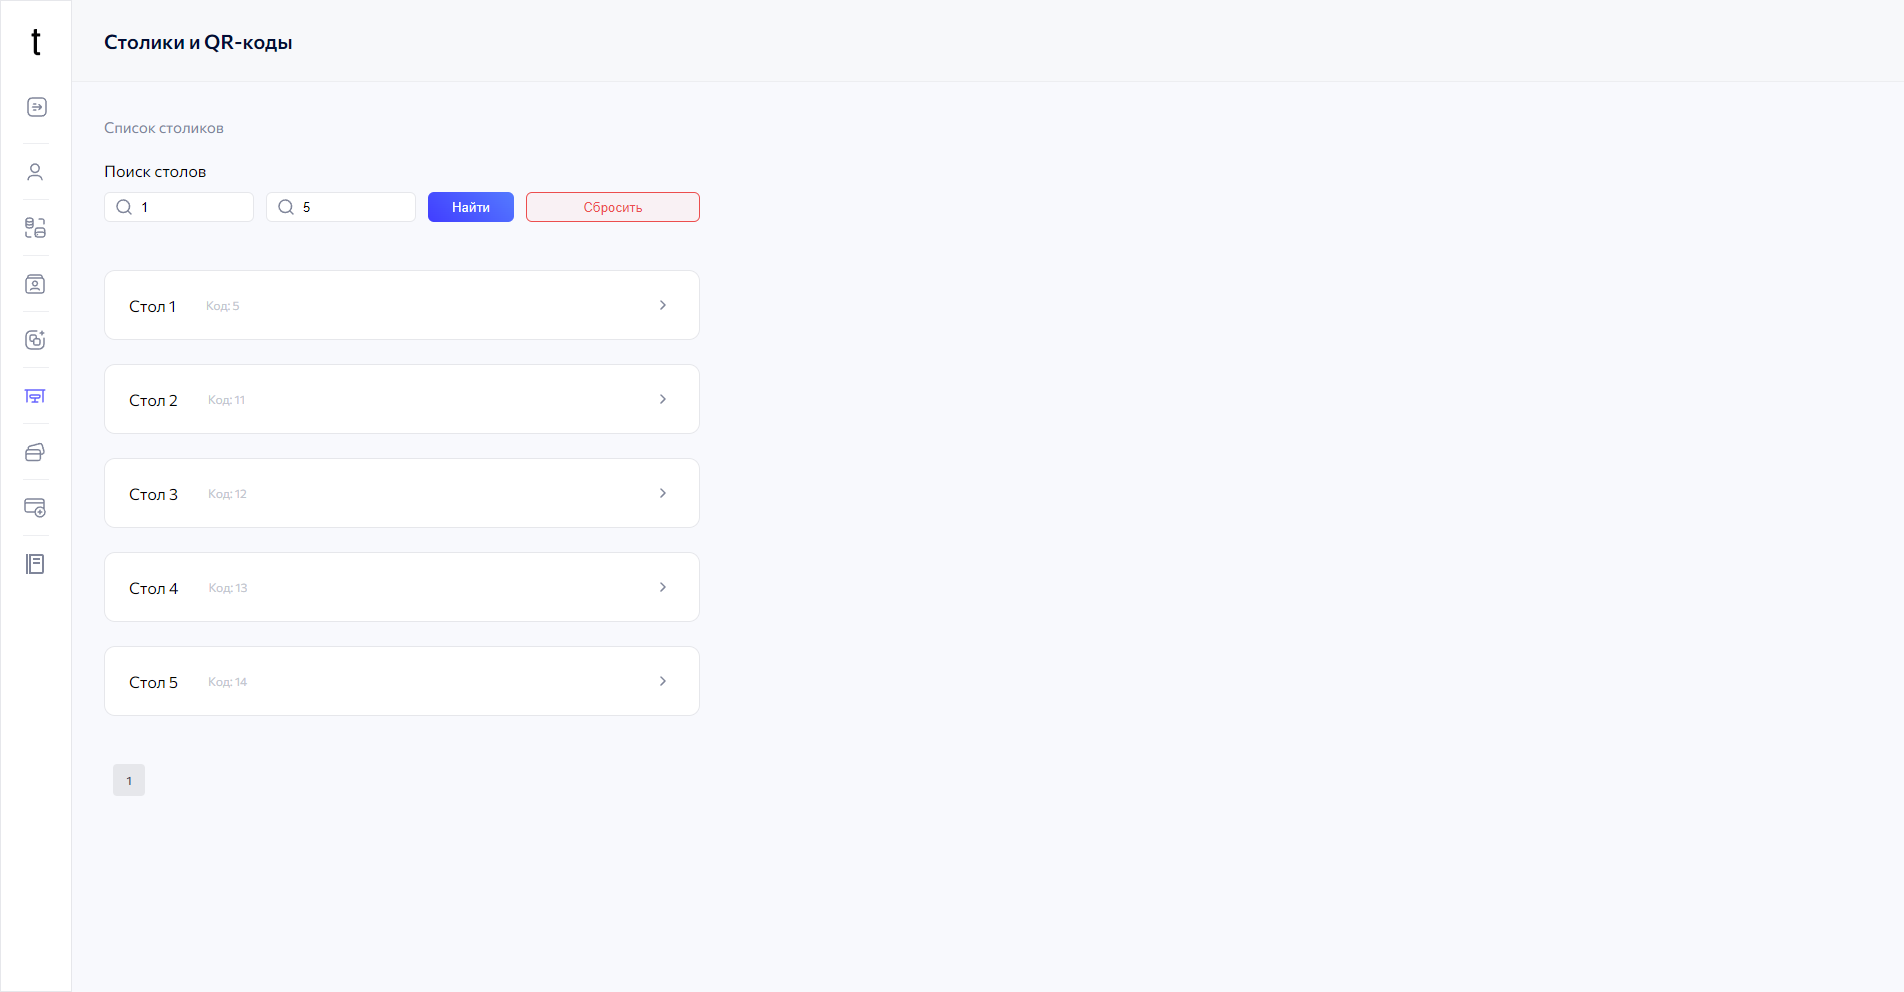 t
Столики и QR-коды
Список столиков
Поиск столов
1
5
Найти
Сбросить
Стол 1 Код: 5
Стол 2 Код: 11
Стол 3 Код: 12
Стол 4 Код: 13
Стол 5 Код: 14
1